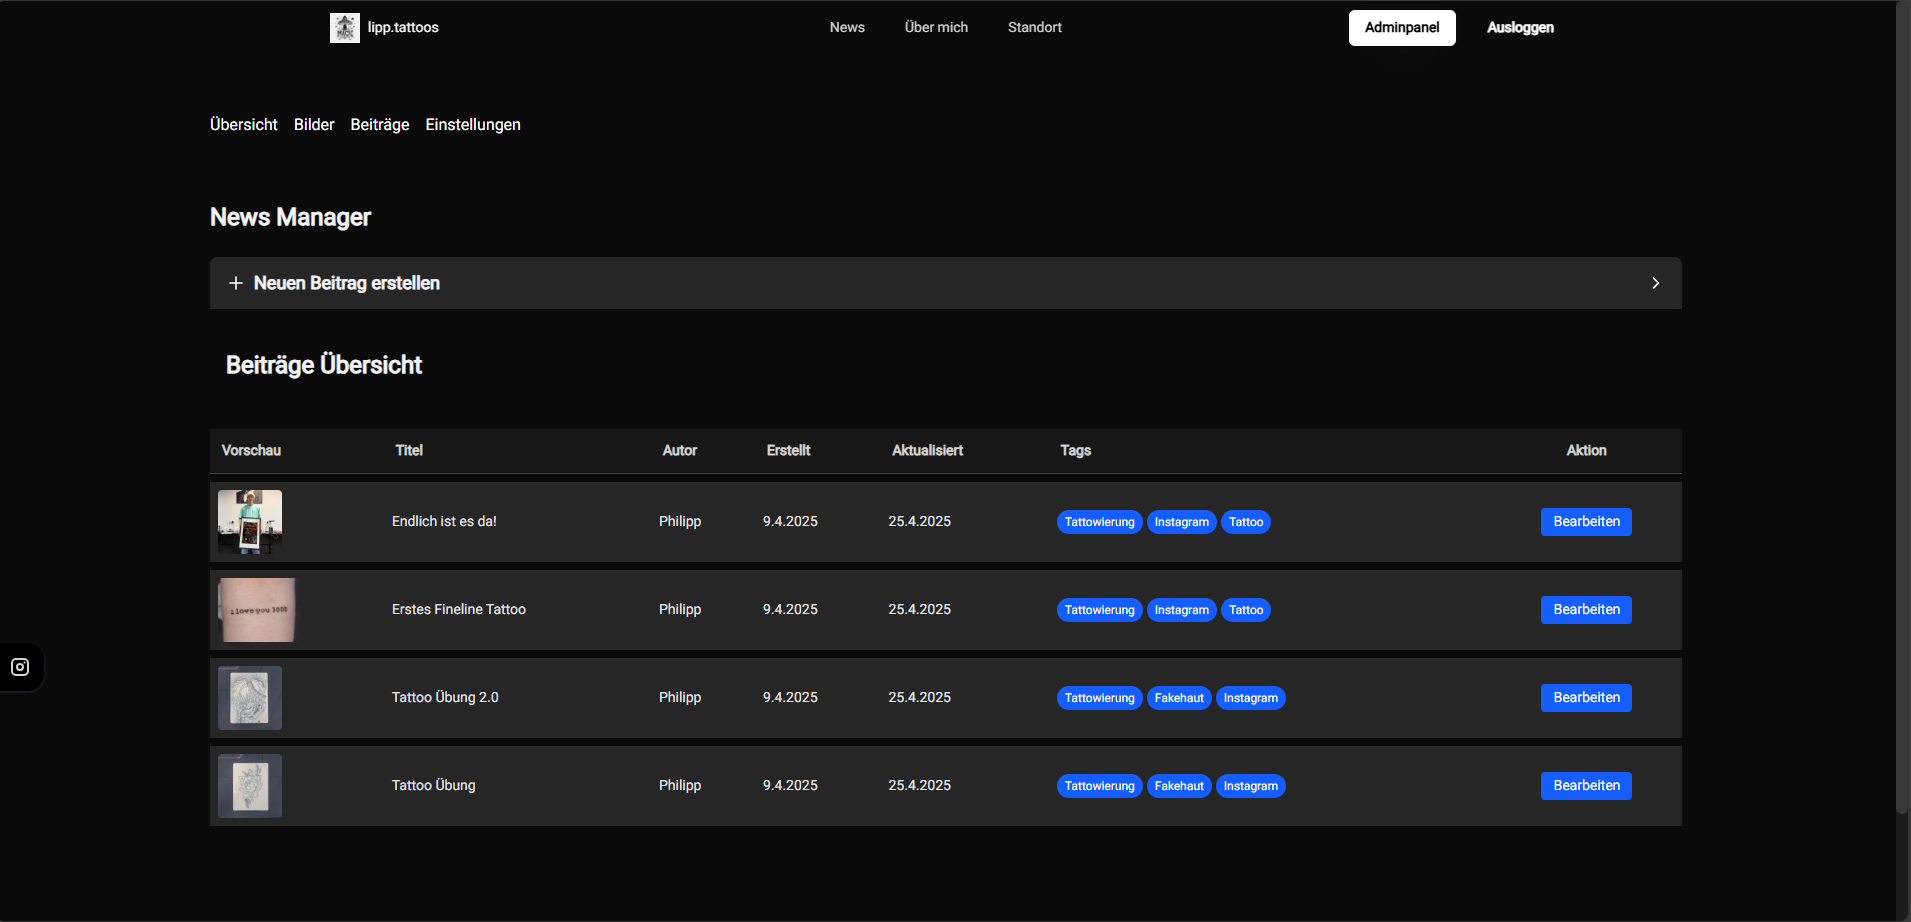 lipp.tattoos News Über mich Standort Adminpanel Ausloggen
Übersicht Bilder Beiträge Einstellungen
News Manager
Neuen Beitrag erstellen
Beiträge Übersicht
Vorschau Titel Autor Erstellt Aktualisiert Tags Aktion
Endlich ist es da! Philipp 9.4.2025 25.4.2025 Tattowierung Instagram Tattoo Bearbeiten
i love you 3000 Erstes Fineline Tattoo Philipp 9.4.2025 25.4.2025 Tattowierung Instagram Tattoo Bearbeiten
Tattoo Übung 2.0 Philipp 9.4.2025 25.4.2025 Tattowierung Fakehaut Instagram Bearbeiten
Tattoo Übung Philipp 9.4.2025 25.4.2025 Tattowierung Fakehaut Instagram Bearbeiten